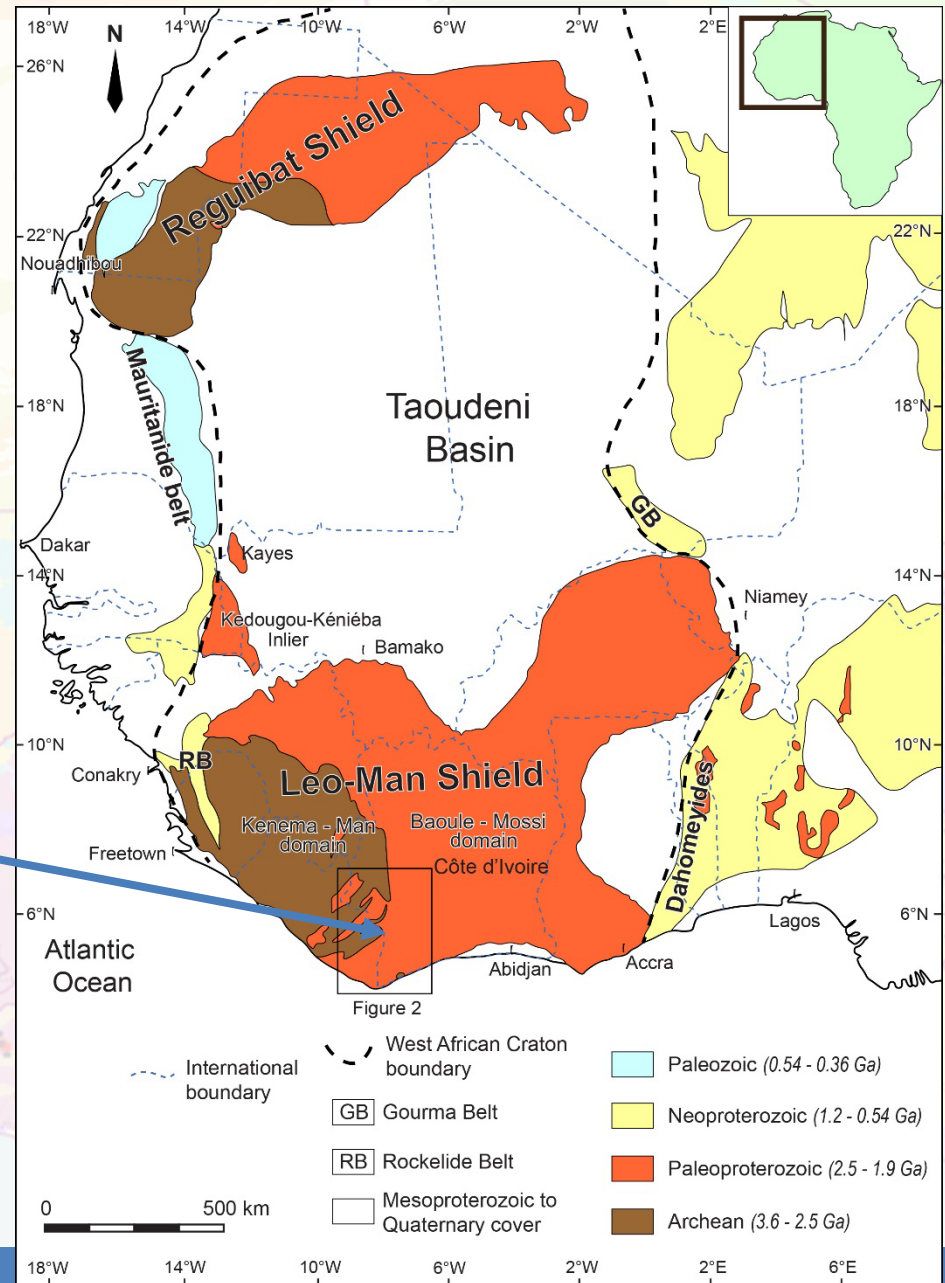 18°W
14°W
10°W
6°W
2°W
2°E
N
26°N
Reguibat Shield
22°N
22°N
Nouadhibou
Mauritanide belt
18°N
18°N
Taoudeni
Basin
GB
Dakar
Kayes
14°N
14°N
Niamey
Kédougou-Kéniéba
Inlier
Bamako
10°N
10°N
RB
Conakry
Leo-Man Shield
Kenema - Man
domain
Baoule - Mossi
domain
Dahomeyides
Freetown
Côte d'Ivoire
6°N
6°N
Lagos
Atlantic
Ocean
Abidjan
Accra
Figure 2
International
boundary
West African Craton
boundary
GB Gourma Belt
RB Rockelide Belt
Mesoproterozoic to
Quaternary cover
Paleozoic (0.54 - 0.36 Ga)
Neoproterozoic (1.2 - 0.54 Ga)
Paleoproterozoic (2.5 - 1.9 Ga)
Archean (3.6 - 2.5 Ga)
0 500 km
18°W
14°W
10°W
6°W
2°W
2°E
6°E